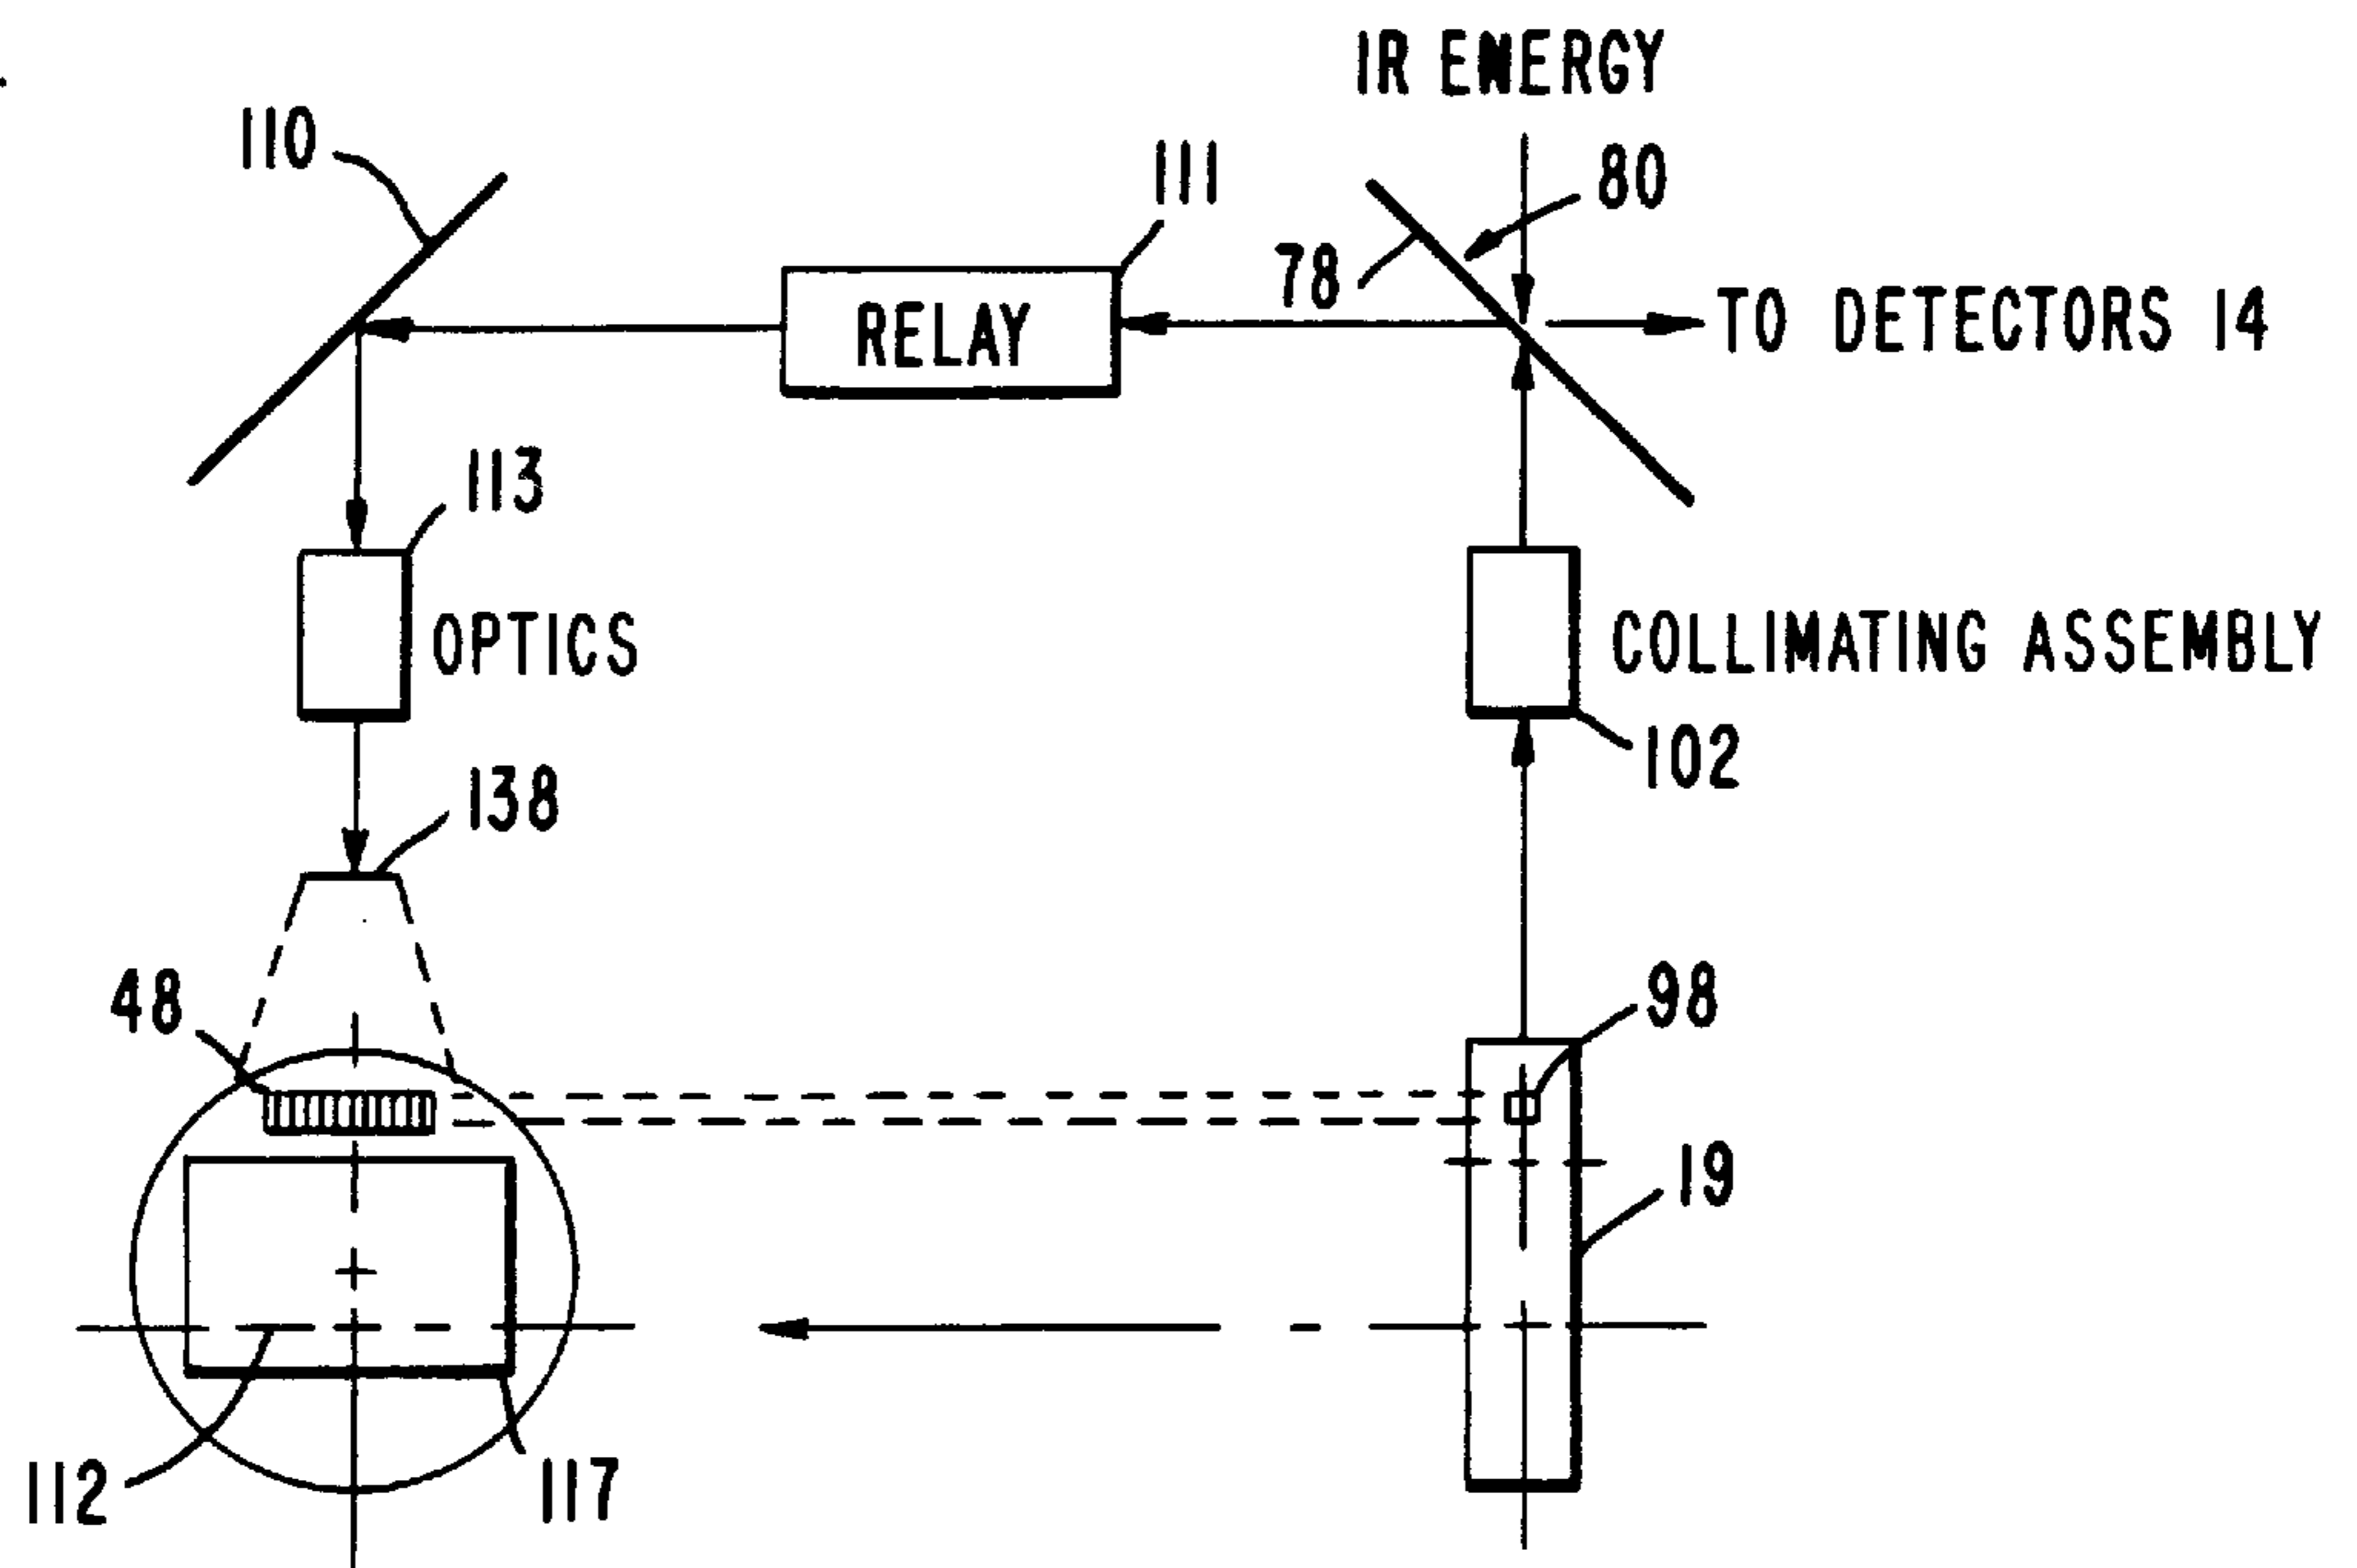 IR ENERGY
110
111
80
78
RELAY
TO DETECTORS 14
113
OPTICS
COLLIMATING ASSEMBLY
102
138
48
98
19
112
117